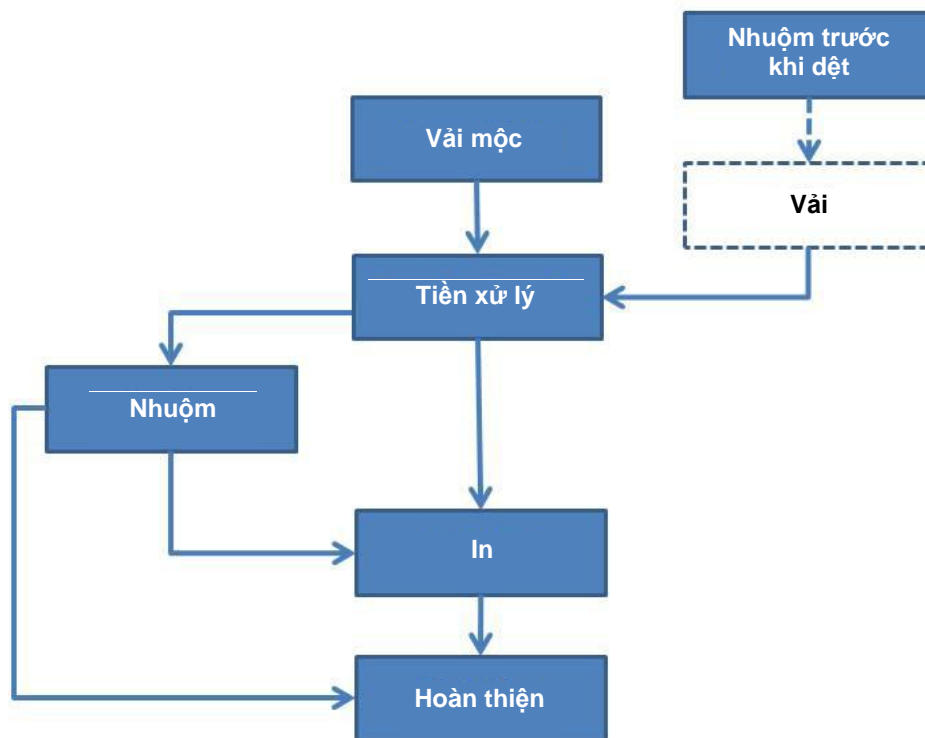 Nhuộm trước
khi dệt
Vải mộc
Vải
Tiền xử lý
Nhuộm
In
Hoàn thiện